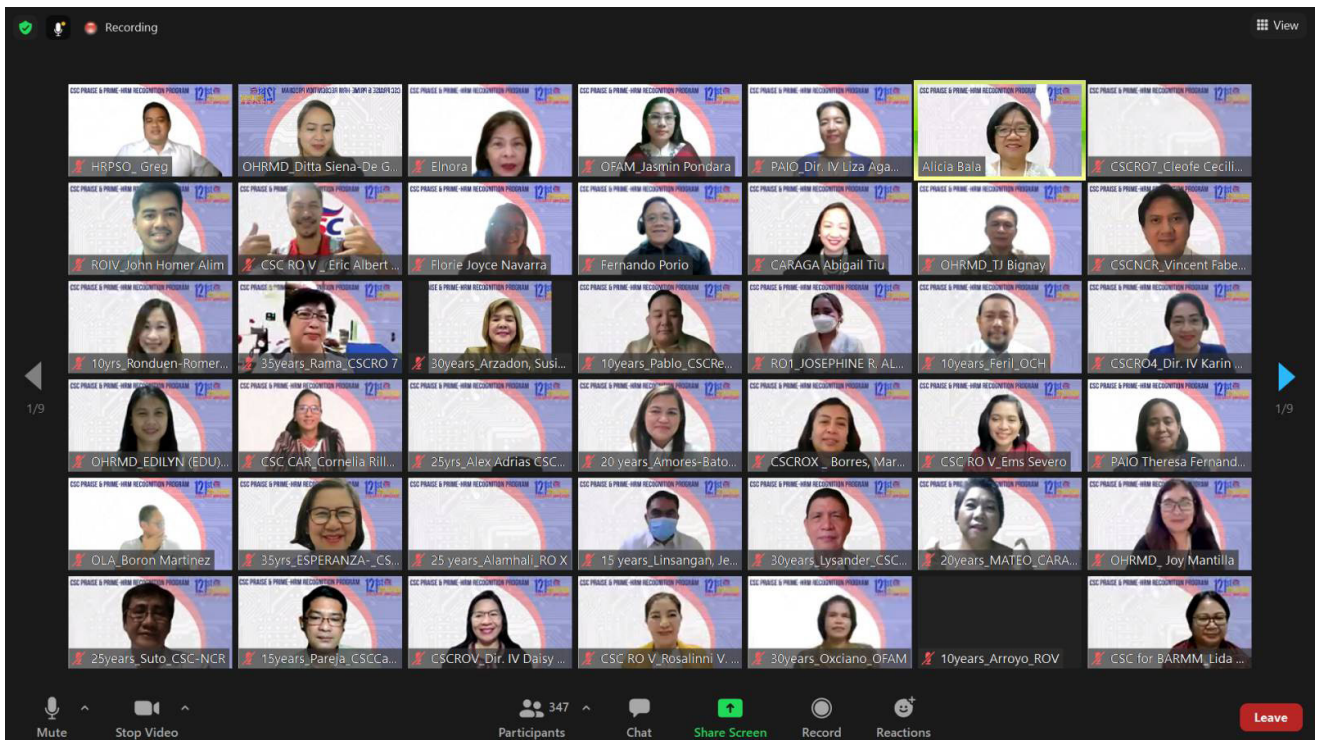 Recording
View
CSC PRAISE & PRIME-HRM RECOGNITION PROGRAM 121st
HRPSO_ Greg
OHRMD_Ditta Siena-De G...
Elnora
OFAM_Jasmin Pondara
PAIO_Dir. IV Liza Aga...
Alicia Bala
CSCRO7_Cleofe Cecili...
ROIV_John Homer Alim
CSC RO V _ Eric Albert ...
Florie Joyce Navarra
Fernando Porio
CARAGA Abigail Tiu
OHRMD_TJ Bignay
CSCNCR_Vincent Fabe...
10yrs_Ronduen-Romer...
35years_Rama_CSCRO 7
30years_Arzadon, Susi...
10years_Pablo_CSCRe...
RO1_JOSEPHINE R. AL...
10years_Feril_OCH
CSCRO4_Dir. IV Karin ...
1/9
1/9
OHRMD_EDILYN (EDU)...
CSC CAR_Cornelia Rill...
25yrs_Alex Adrias CSC...
20 years_Amores-Bato...
CSCROX _ Borres, Mar...
CSC RO V_Ems Severo
PAIO Theresa Fernand...
OLA_Boron Martinez
35yrs_ESPERANZA-_CS...
25 years_Alamhali_RO X
15 years_Linsangan, Je...
30years_Lysander_CSC...
20years_MATEO_CARA...
OHRMD_ Joy Mantilla
25years_Suto_CSC-NCR
15years_Pareja_CSCCa...
CSCROV_Dir. IV Daisy ...
CSC RO V_Rosalinni V. ...
30years_Oxciano_OFAM
10years_Arroyo_ROV
CSC for BARMM_Lida ...
347
Mute
Stop Video
Participants
Chat
Share Screen
Record
Reactions
Leave